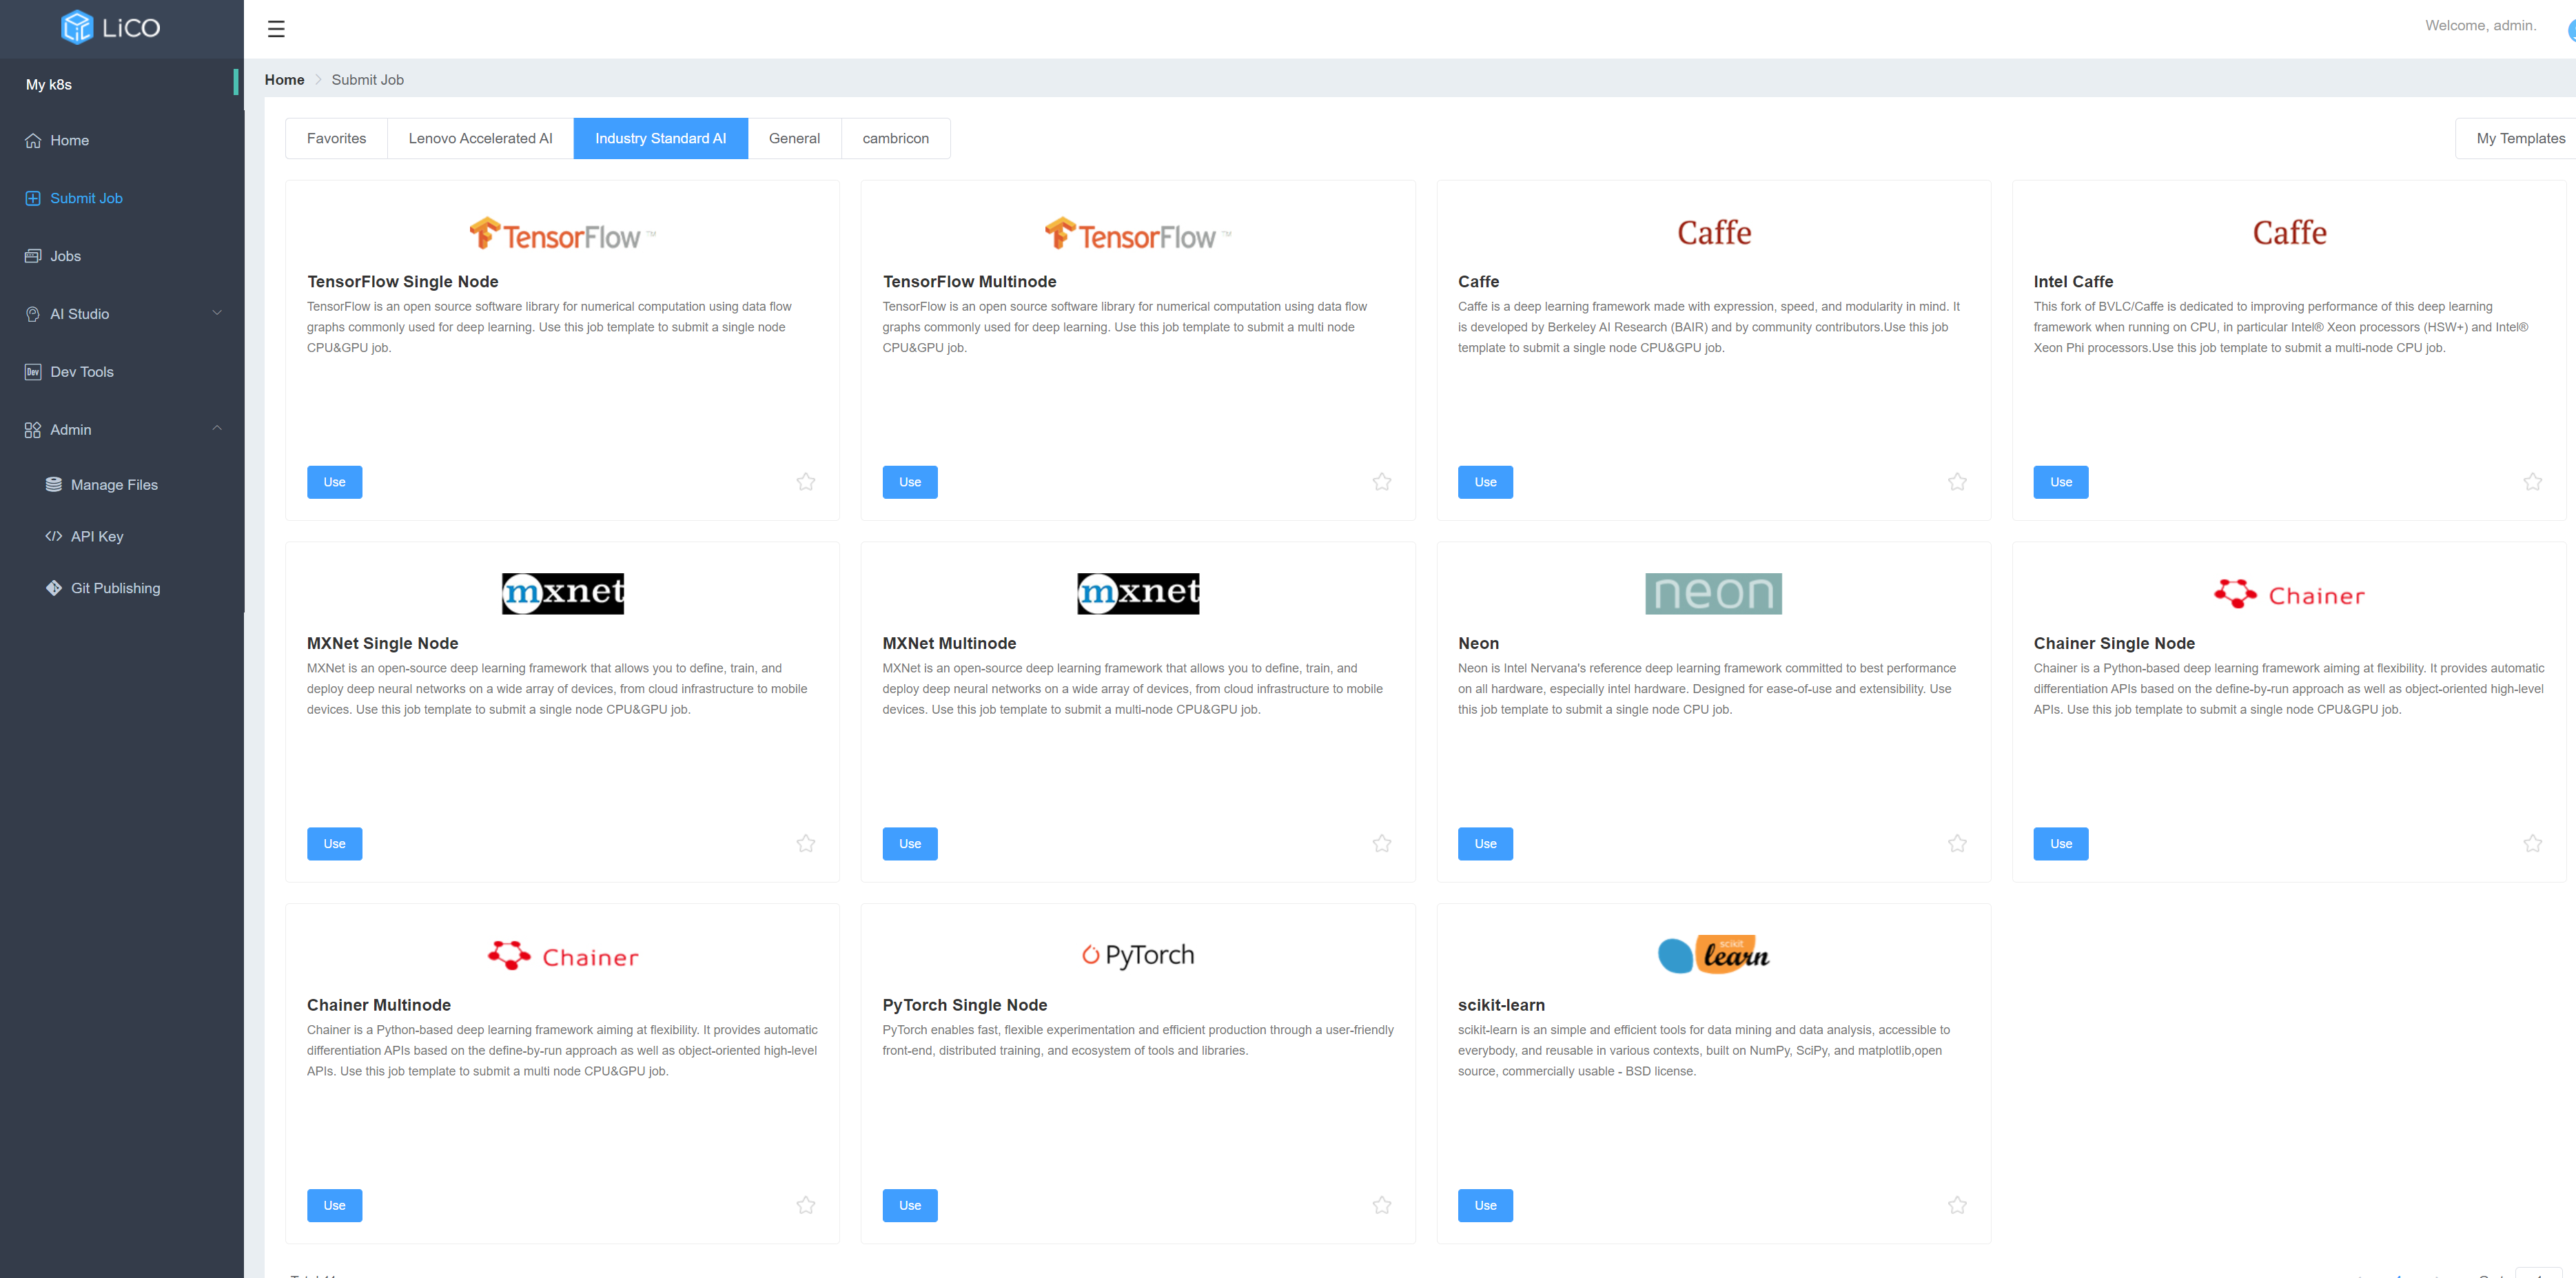 LiCO
Welcome, admin.
My k8s
Home
Submit Job
Jobs
AI Studio
Dev
Dev Tools
Admin
Manage Files
API Key
Git Publishing
Home > Submit Job
Favorites
Lenovo Accelerated AI
Industry Standard AI
General
cambricon
My Templates
TensorFlow ™
TensorFlow Single Node
TensorFlow is an open source software library for numerical computation using data flow
graphs commonly used for deep learning. Use this job template to submit a single node
CPU&GPU job.
Use
TensorFlow ™
TensorFlow Multinode
TensorFlow is an open source software library for numerical computation using data flow
graphs commonly used for deep learning. Use this job template to submit a multi node
CPU&GPU job.
Use
Caffe
Caffe
Caffe is a deep learning framework made with expression, speed, and modularity in mind. It
is developed by Berkeley AI Research (BAIR) and by community contributors.Use this job
template to submit a single node CPU&GPU job.
Use
Caffe
Intel Caffe
This fork of BVLC/Caffe is dedicated to improving performance of this deep learning
framework when running on CPU, in particular Intel® Xeon processors (HSW+) and Intel®
Xeon Phi processors.Use this job template to submit a multi-node CPU job.
Use
mxnet
MXNet Single Node
MXNet is an open-source deep learning framework that allows you to define, train, and
deploy deep neural networks on a wide array of devices, from cloud infrastructure to mobile
devices. Use this job template to submit a single node CPU&GPU job.
Use
mxnet
MXNet Multinode
MXNet is an open-source deep learning framework that allows you to define, train, and
deploy deep neural networks on a wide array of devices, from cloud infrastructure to mobile
devices. Use this job template to submit a multi-node CPU&GPU job.
Use
neon
Neon
Neon is Intel Nervana's reference deep learning framework committed to best performance
on all hardware, especially intel hardware. Designed for ease-of-use and extensibility. Use
this job template to submit a single node CPU job.
Use
Chainer
Chainer Single Node
Chainer is a Python-based deep learning framework aiming at flexibility. It provides automatic
differentiation APIs based on the define-by-run approach as well as object-oriented high-level
APIs. Use this job template to submit a single node CPU&GPU job.
Use
Chainer
Chainer Multinode
Chainer is a Python-based deep learning framework aiming at flexibility. It provides automatic
differentiation APIs based on the define-by-run approach as well as object-oriented high-level
APIs. Use this job template to submit a multi node CPU&GPU job.
Use
PyTorch
PyTorch Single Node
PyTorch enables fast, flexible experimentation and efficient production through a user-friendly
front-end, distributed training, and ecosystem of tools and libraries.
Use
scikit
learn
scikit-learn
scikit-learn is an simple and efficient tools for data mining and data analysis, accessible to
everybody, and reusable in various contexts, built on NumPy, SciPy, and matplotlib,open
source, commercially usable - BSD license.
Use